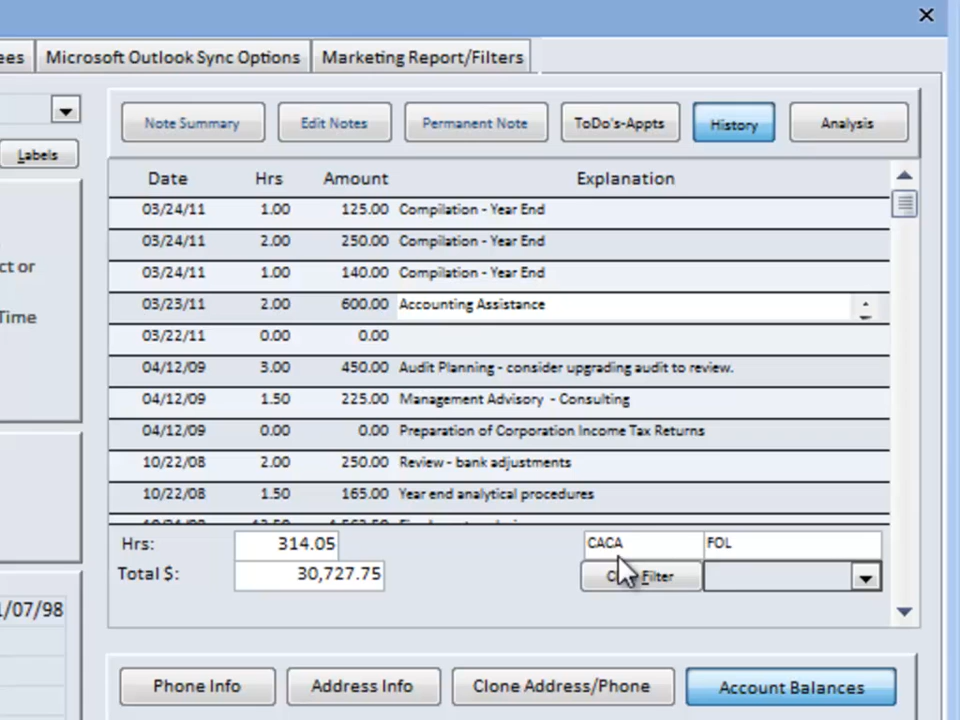 ees Microsoft Outlook Sync Options Marketing Report/Filters
Note Summary Edit Notes Permanent Note ToDo's-Appts History Analysis
Labels
Date Hrs Amount Explanation
03/24/11 1.00 125.00 Compilation - Year End
03/24/11 2.00 250.00 Compilation - Year End
ct or
03/24/11 1.00 140.00 Compilation - Year End
03/23/11 2.00 600.00 Accounting Assistance
Time
03/22/11 0.00 0.00
04/12/09 3.00 450.00 Audit Planning - consider upgrading audit to review.
04/12/09 1.50 225.00 Management Advisory - Consulting
04/12/09 0.00 0.00 Preparation of Corporation Income Tax Returns
10/22/08 2.00 250.00 Review - bank adjustments
10/22/08 1.50 165.00 Year end analytical procedures
Hrs: 314.05 CACA FOL
Total $: 30,727.75 Filter
/07/98
Phone Info Address Info Clone Address/Phone Account Balances